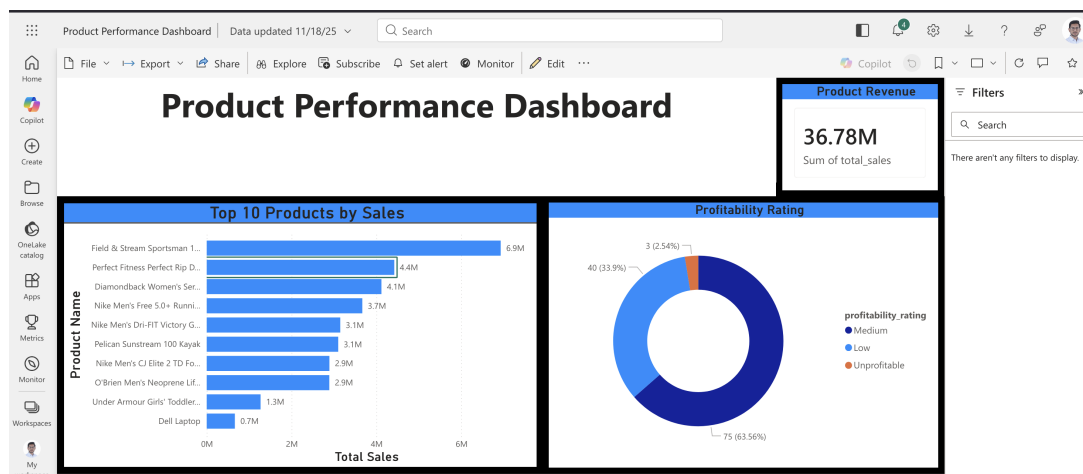 Product Performance Dashboard
Data updated 11/18/25
Search
4
?
File
Export
Share
Explore
Subscribe
Set alert
Monitor
Edit
...
Copilot
Home
Copilot
Create
Browse
OneLake
catalog
Apps
Metrics
Monitor
Workspaces
My
Product Performance Dashboard
Product Revenue
36.78M
Sum of total_sales
Filters
Search
There aren't any filters to display.
Top 10 Products by Sales
Product Name
Field & Stream Sportsman 1... 6.9M
Perfect Fitness Perfect Rip D... 4.4M
Diamondback Women's Ser... 4.1M
Nike Men's Free 5.0+ Runni... 3.7M
Nike Men's Dri-FIT Victory G... 3.1M
Pelican Sunstream 100 Kayak 3.1M
Nike Men's CJ Elite 2 TD Fo... 2.9M
O'Brien Men's Neoprene Lif... 2.9M
Under Armour Girls' Toddler... 1.3M
Dell Laptop 0.7M
0M 2M 4M 6M
Total Sales
Profitability Rating
3 (2.54%)
40 (33.9%)
75 (63.56%)
profitability_rating
Medium
Low
Unprofitable